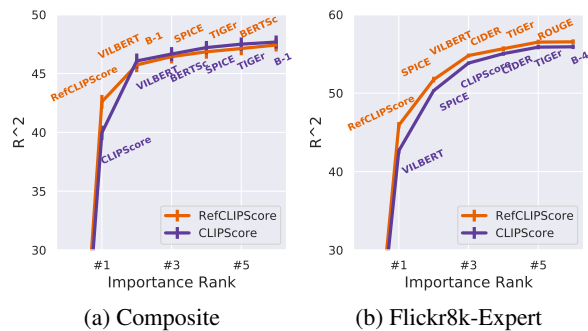 50
45
40
35
30
R^2
RefCLIPScore
VILBERT
B-1
SPICE
TIGEr
BERTSc
CLIPScore
VILBERT
BERTSc
SPICE
TIGEr
B-1
RefCLIPScore
CLIPScore
#1
#3
#5
Importance Rank
(a) Composite
60
50
40
30
R^2
RefCLIPScore
SPICE
VILBERT
CIDER
TIGEr
ROUGE
VILBERT
SPICE
CLIPScore
CIDER
TIGEr
B-4
RefCLIPScore
CLIPScore
#1
#3
#5
Importance Rank
(b) Flickr8k-Expert